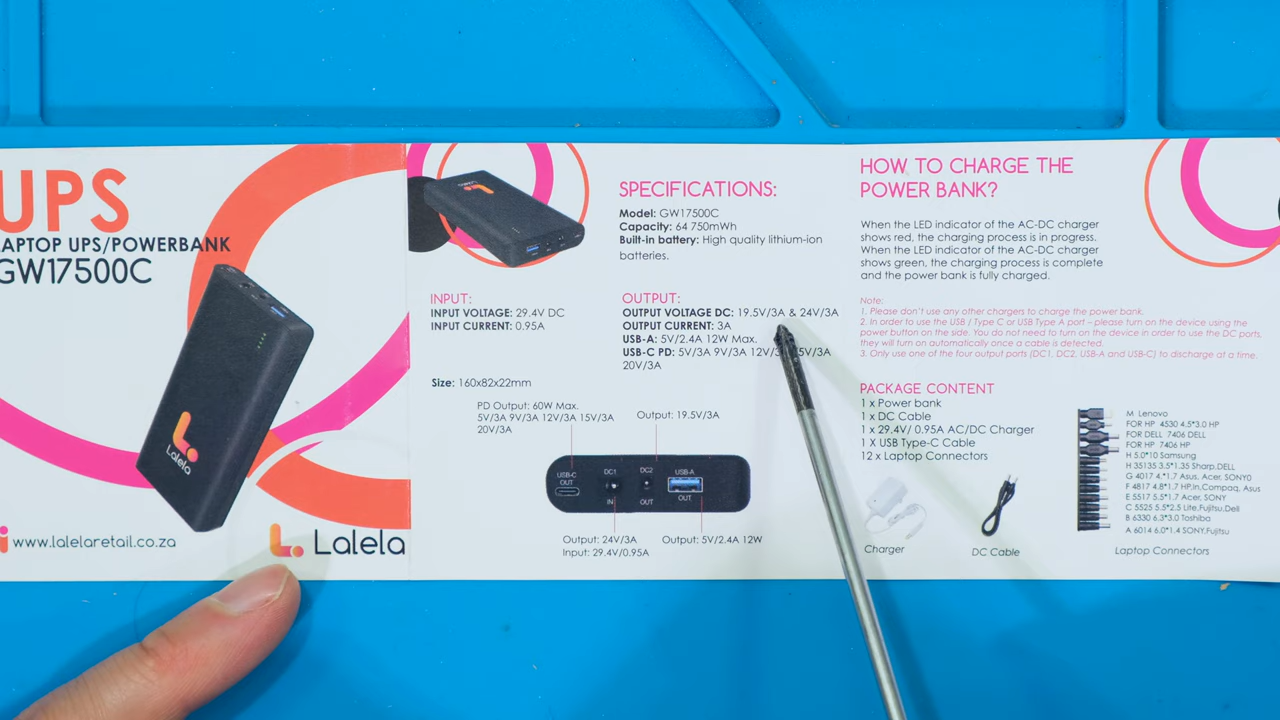 UPS
LAPTOP UPS/POWERBANK
GW17500C
Lalela
www.lalelaretail.co.za
Lalela
SPECIFICATIONS:
Model: GW17500C
Capacity: 64 750mWh
Built-in battery: High quality lithium-ion
batteries.
INPUT:
INPUT VOLTAGE: 29.4V DC
INPUT CURRENT: 0.95A
OUTPUT:
OUTPUT VOLTAGE DC: 19.5V/3A & 24V/3A
OUTPUT CURRENT: 3A
USB-A: 5V/2.4A 12W Max.
USB-C PD: 5V/3A 9V/3A 12V/3 5V/3A
20V/3A
Size: 160x82x22mm
PD Output: 60W Max.
5V/3A 9V/3A 12V/3A 15V/3A
20V/3A
Output: 19.5V/3A
USB-C
OUT
DC1
IN
DC2
OUT
USB-A
OUT
Output: 24V/3A
Input: 29.4V/0.95A
Output: 5V/2.4A 12W
HOW TO CHARGE THE
POWER BANK?
When the LED indicator of the AC-DC charger
shows red, the charging process is in progress.
When the LED indicator of the AC-DC charger
shows green, the charging process is complete
and the power bank is fully charged.
Note:
1. Please don't use any other chargers to charge the power bank.
2. In order to use the USB / Type C or USB Type A port – please turn on the device using the
power button on the side. You do not need to turn on the device in order to use the DC ports,
they will turn on automatically once a cable is detected.
3. Only use one of the four output ports (DC1, DC2, USB-A and USB-C) to discharge at a time.
PACKAGE CONTENT
1 x Power bank
1 x DC Cable
1 x 29.4V/ 0.95A AC/DC Charger
1 X USB Type-C Cable
12 x Laptop Connectors
Charger
DC Cable
M Lenovo
FOR HP 4530 4.5*3.0 HP
FOR DELL 7406 DELL
FOR HP 7406 HP
H 5.0*10 Samsung
H 35135 3.5*1.35 Sharp,DELL
G 4017 4.*1.7 Asus. Acer, SONY0
F 4817 4.8*1.7 HP,In,Compaq, Asus
E 5517 5.5*1.7 Acer, SONY
C 5525 5.5*2.5 Lite,Fujitsu,Dell
B 6330 6.3*3.0 Toshiba
A 6014 6.0*1.4 SONY,Fujitsu
Laptop Connectors